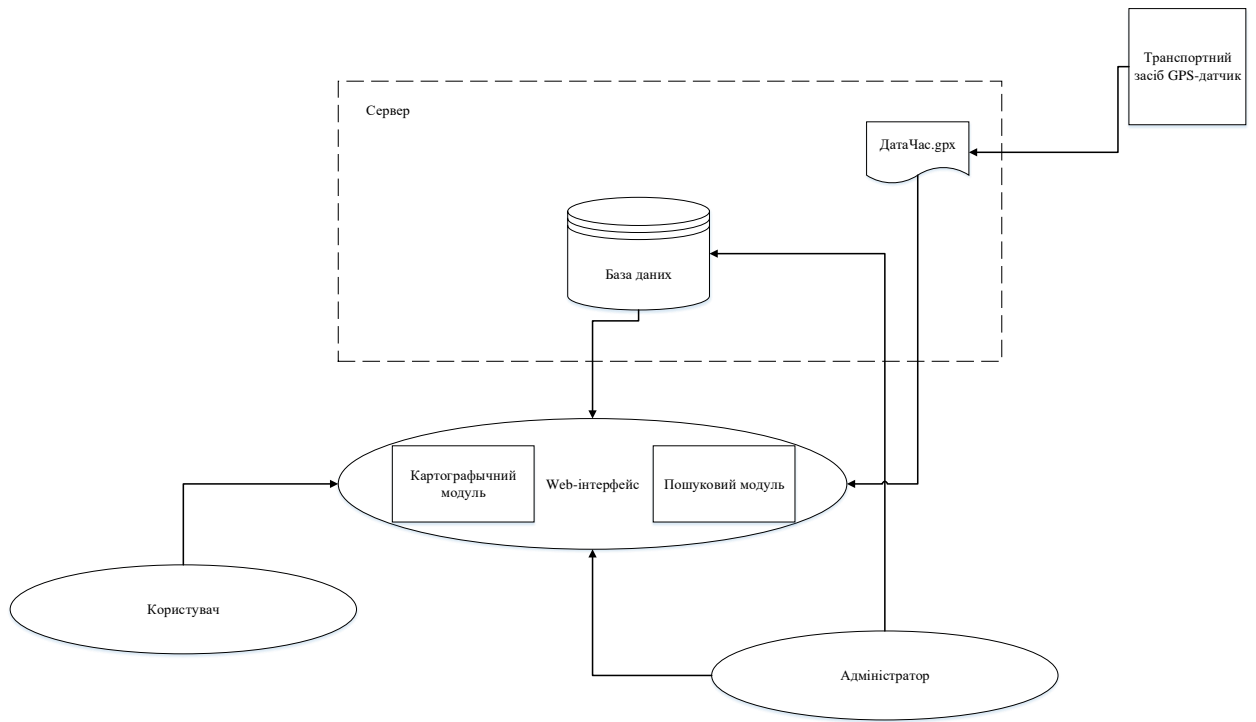 Транспортний
засіб GPS-датчик
Сервер
ДатаЧас.gpx
База даних
Картографычний
модуль
Web-інтерфейс
Пошуковий модуль
Користувач
Адміністратор